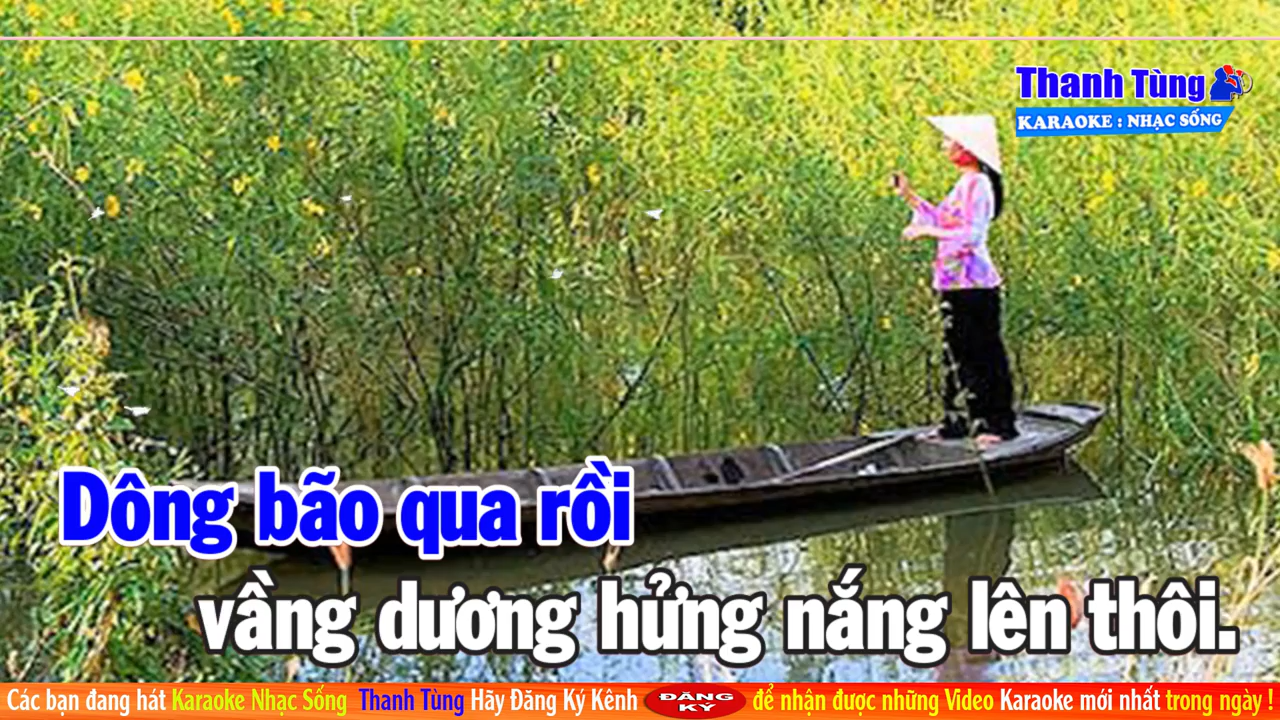 Thanh Tùng
KARAOKE : NHẠC SỐNG
Dông bão qua rồi
vầng dương hửng nắng lên thôi.
Các bạn đang hát Karaoke Nhạc Sống Thanh Tùng Hãy Đăng Ký Kênh ĐĂNG KÝ để nhận được những Video Karaoke mới nhất trong ngày !